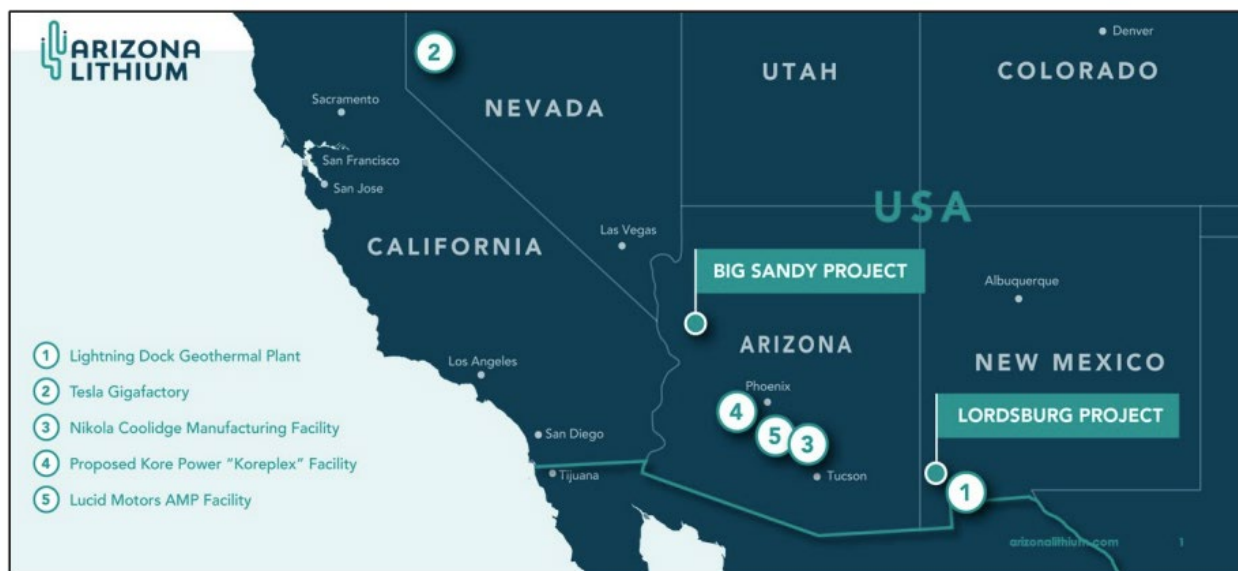 ARIZONA
LITHIUM
2
Denver
UTAH
COLORADO
NEVADA
Sacramento
San Francisco
San Jose
USA
Las Vegas
CALIFORNIA
BIG SANDY PROJECT
Albuquerque
ARIZONA
NEW MEXICO
Los Angeles
Phoenix
4
5
3
LORDSBURG PROJECT
San Diego
Tijuana
Tucson
1
1 Lightning Dock Geothermal Plant
2 Tesla Gigafactory
3 Nikola Coolidge Manufacturing Facility
4 Proposed Kore Power "Koreplex" Facility
5 Lucid Motors AMP Facility
arizonalithium.com 1